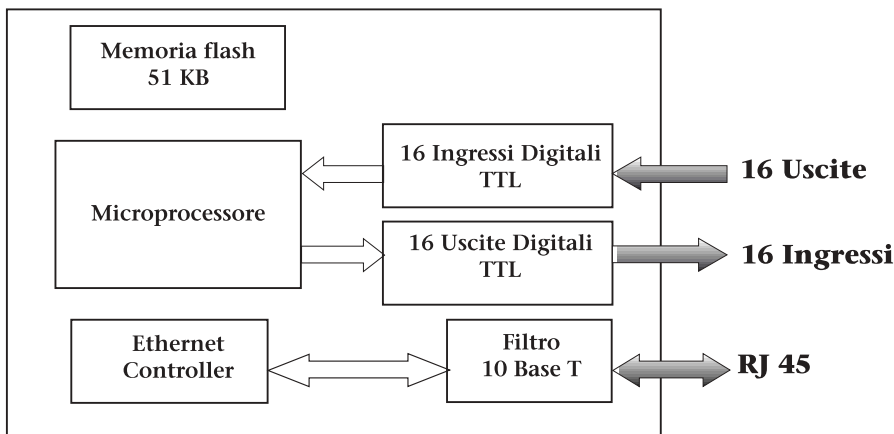 Memoria flash
51 KB
16 Ingressi Digitali
TTL
16 Uscite
Microprocessore
16 Uscite Digitali
TTL
16 Ingressi
Ethernet
Controller
Filtro
10 Base T
RJ 45